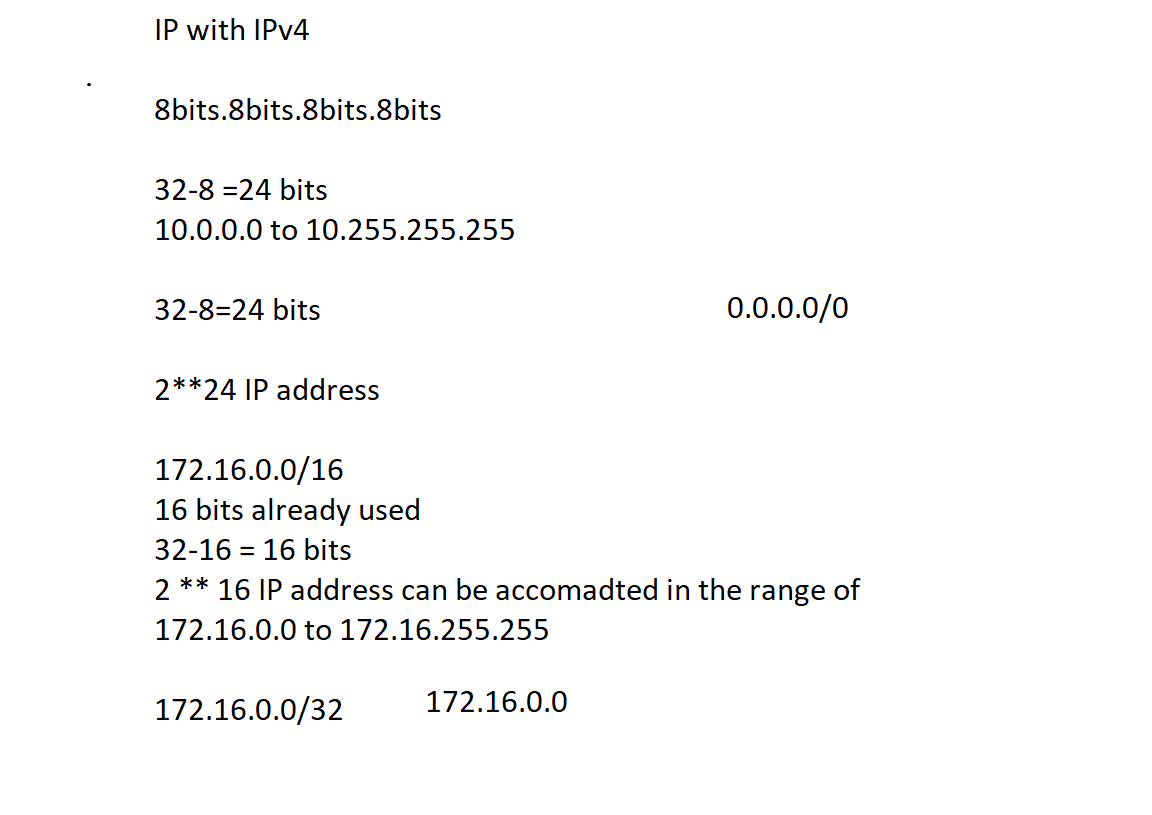 IP with IPv4
.
8bits.8bits.8bits.8bits
32-8 =24 bits
10.0.0.0 to 10.255.255.255
32-8=24 bits
0.0.0.0/0
2**24 IP address
172.16.0.0/16
16 bits already used
32-16 = 16 bits
2 ** 16 IP address can be accomadted in the range of
172.16.0.0 to 172.16.255.255
172.16.0.0/32
172.16.0.0